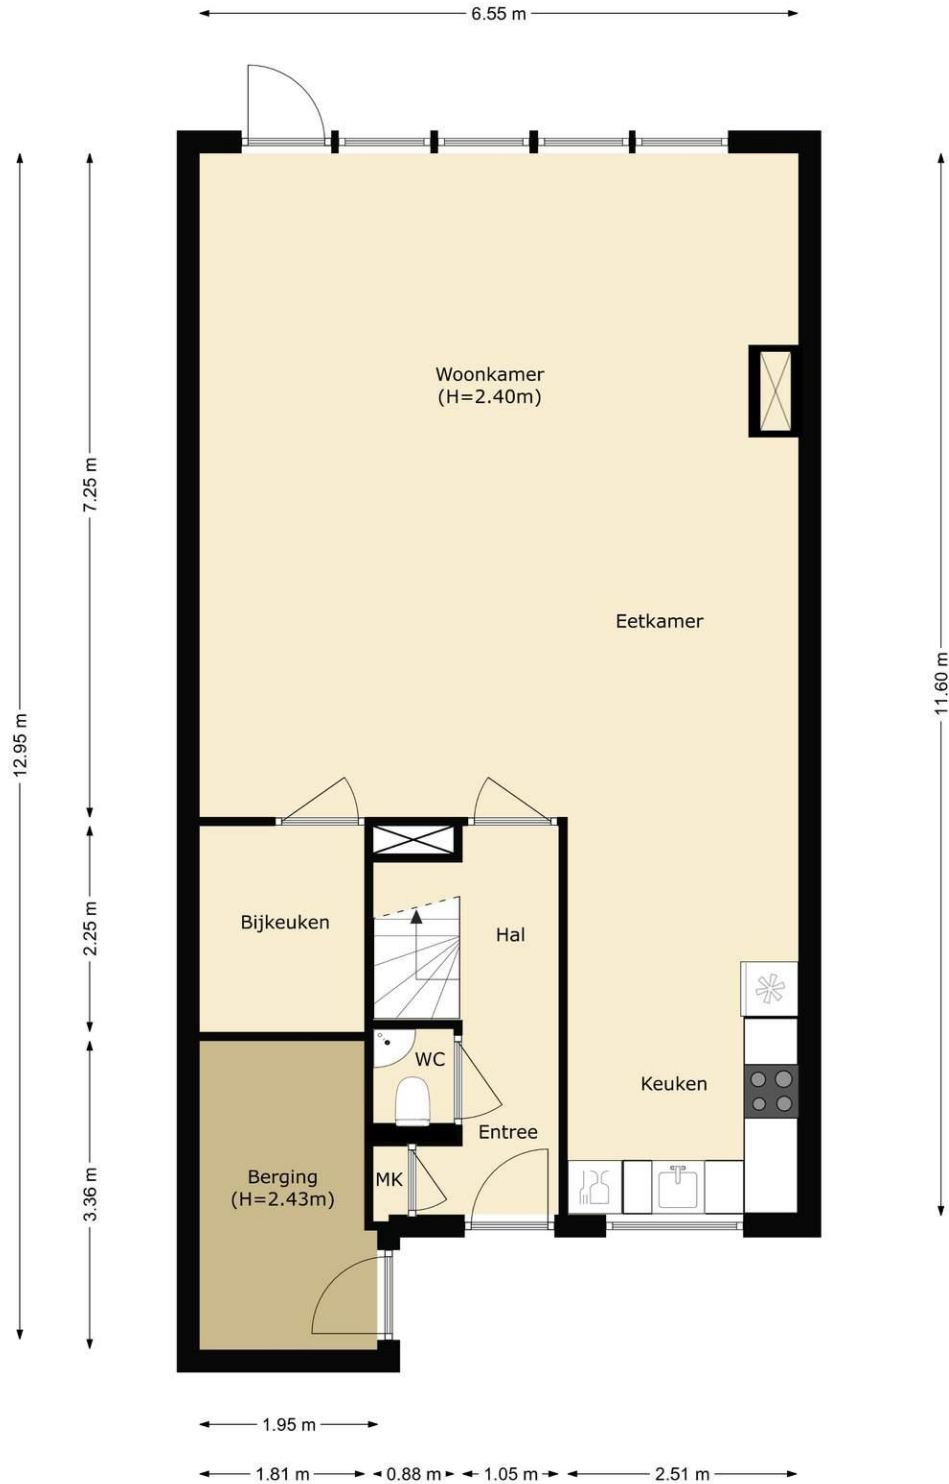 6.55 m
Woonkamer
(H=2.40m)
7.25 m
Eetkamer
11.60 m
12.95 m
Bijkeuken
Hal
2.25 m
WC
Keuken
Entree
Berging
(H=2.43m)
MK
3.36 m
1.95 m
1.81 m
0.88 m
1.05 m
2.51 m